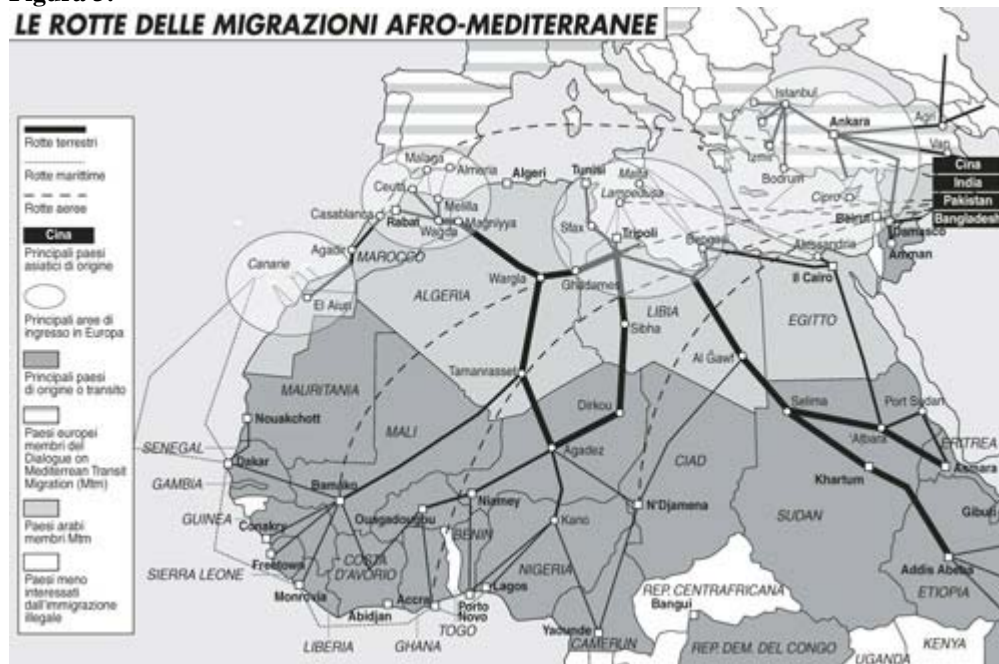 Figura 3.
LE ROTTE DELLE MIGRAZIONI AFRO-MEDITERRANEE
Rotte terrestri
Rotte marittime
Rotte aeree
Cina
Principali paesi
asiatici di origine
Principali aree di
ingresso in Europa
Principali paesi
di origine o transito
Paesi europei
membri del
Dialogue on
Mediterrean Transit
Migration (Mtm)
Paesi arabi
membri Mtm
Paesi meno
interessati
dall'immigrazione
illegale
Istanbul
Ankara
Agri
Van
Izmir
Bodrum
Cina
India
Pakistan
Bangladesh
Malaga
Almeria
Algeri
Tunisi
Malta
Lampedusa
Cipro
Beirut
Damasco
Amman
Ceuta
Melilla
Casablanca
Rabat
Magniyya
Wagda
Sfax
Tripoli
Bengasi
Alessandria
Il Cairo
Agadir
MAROCCO
Canarie
El Aiun
ALGERIA
Wargla
Ghadames
LIBIA
EGITTO
Sibha
Al Ğawf
Tamanrasset
MAURITANIA
Dirkou
Selima
Port Sudan
Nouakchott
MALI
'Atbara
ERITREA
SENEGAL
Dakar
Agadez
CIAD
Asmara
Khartum
GAMBIA
Bamako
Niamey
N'Djamena
Gibuti
GUINEA
Ouagadougou
Kano
SUDAN
Conakry
BENIN
Freetown
COSTA
D'AVORIO
NIGERIA
SIERRA LEONE
Addis Abeba
Monrovia
Accra
Lagos
REP. CENTRAFRICANA
ETIOPIA
Abidjan
Porto
Novo
Bangui
TOGO
Yaounde
LIBERIA
GHANA
CAMERUN
REP. DEM. DEL CONGO
KENYA
UGANDA